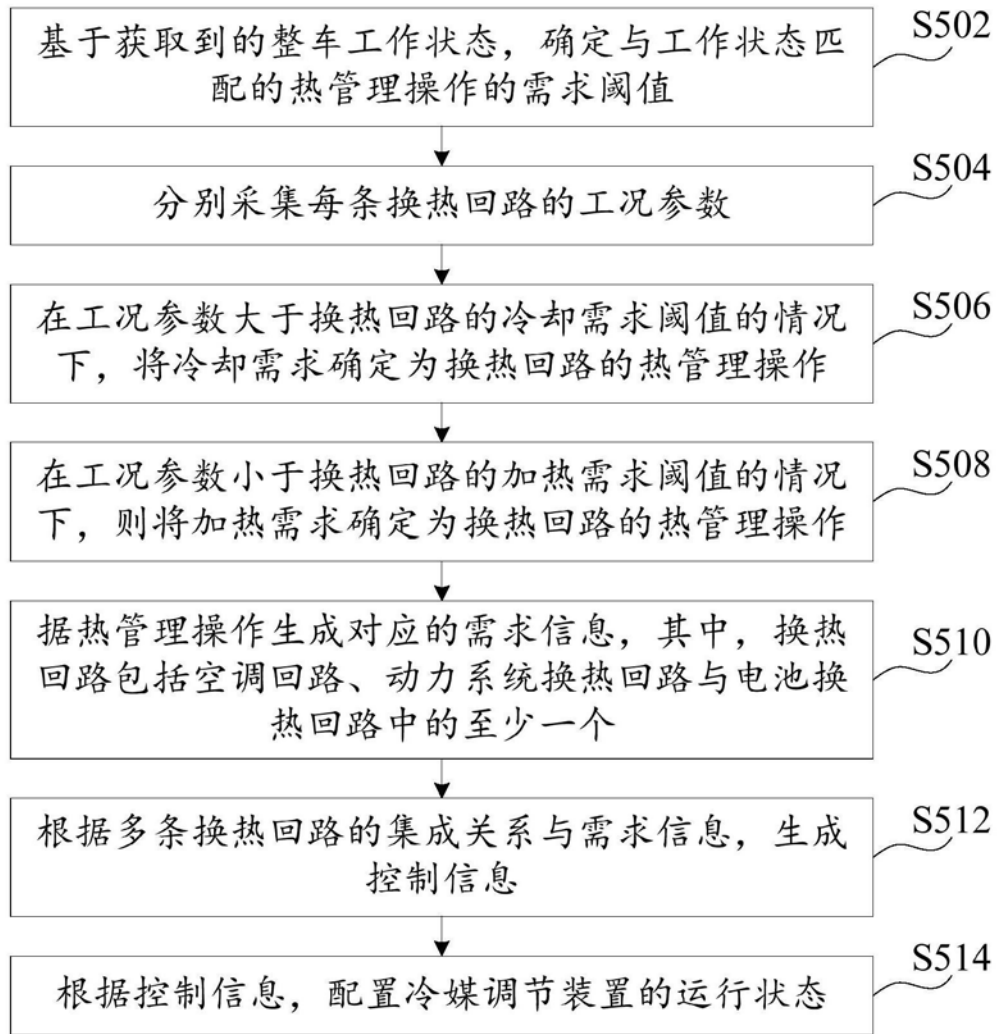 基于获取到的整车工作状态，确定与工作状态匹
配的热管理操作的需求阈值
S502
分别采集每条换热回路的工况参数
S504
在工况参数大于换热回路的冷却需求阈值的情况
下，将冷却需求确定为换热回路的热管理操作
S506
在工况参数小于换热回路的加热需求阈值的情况
下，则将加热需求确定为换热回路的热管理操作
S508
据热管理操作生成对应的需求信息，其中，换热
回路包括空调回路、动力系统换热回路与电池换
热回路中的至少一个
S510
根据多条换热回路的集成关系与需求信息，生成
控制信息
S512
根据控制信息，配置冷媒调节装置的运行状态
S514